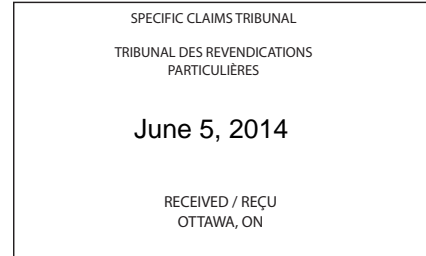 SPECIFIC CLAIMS TRIBUNAL
TRIBUNAL DES REVENDICATIONS
PARTICULIÈRES
June 5, 2014
RECEIVED / REÇU
OTTAWA, ON